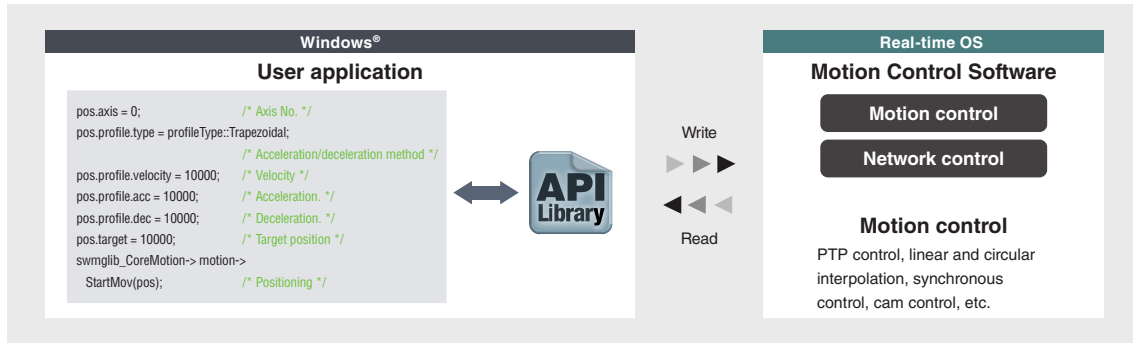 Windows®
User application
pos.axis = 0; /* Axis No. */
pos.profile.type = profileType::Trapezoidal;
/* Acceleration/deceleration method */
pos.profile.velocity = 10000; /* Velocity */
pos.profile.acc = 10000; /* Acceleration. */
pos.profile.dec = 10000; /* Deceleration. */
pos.target = 10000; /* Target position */
swmglib_CoreMotion-> motion->
StartMov(pos); /* Positioning */
API
Library
Write
Read
Real-time OS
Motion Control Software
Motion control
Network control
Motion control
PTP control, linear and circular
interpolation, synchronous
control, cam control, etc.